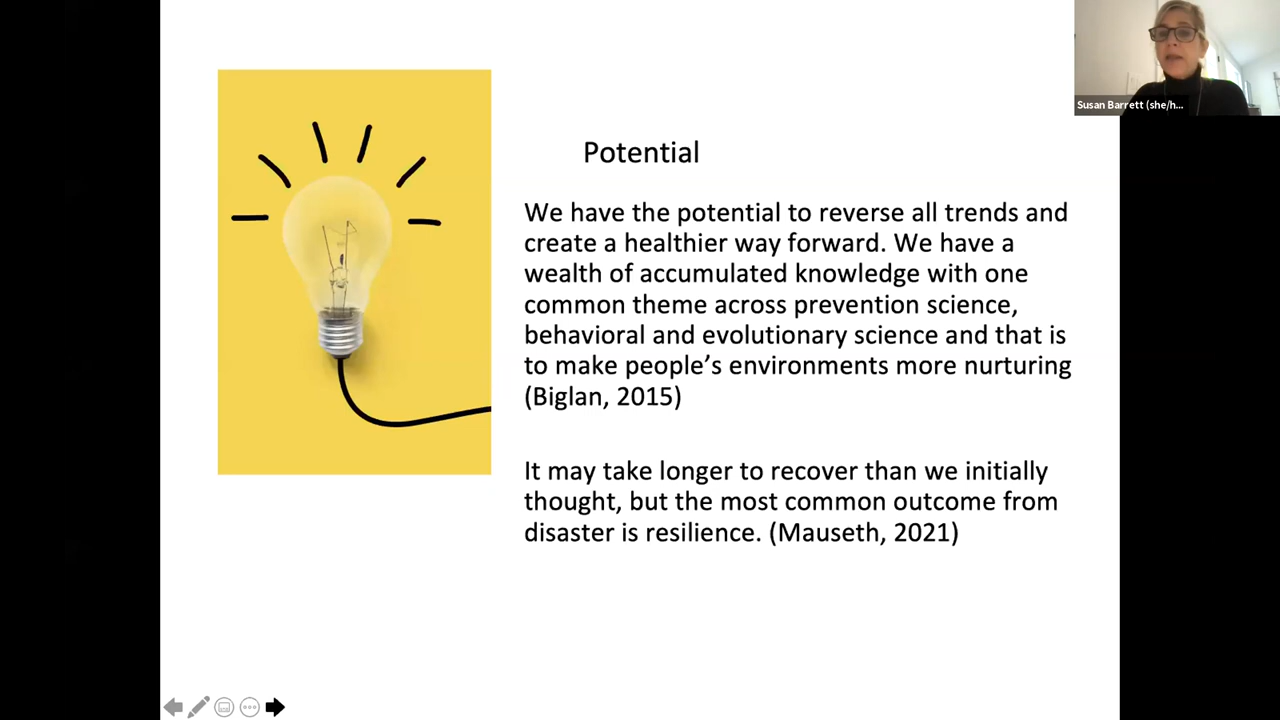 Susan Barrett (she/h...
Potential
We have the potential to reverse all trends and
create a healthier way forward. We have a
wealth of accumulated knowledge with one
common theme across prevention science,
behavioral and evolutionary science and that is
to make people’s environments more nurturing
(Biglan, 2015)
It may take longer to recover than we initially
thought, but the most common outcome from
disaster is resilience. (Mauseth, 2021)